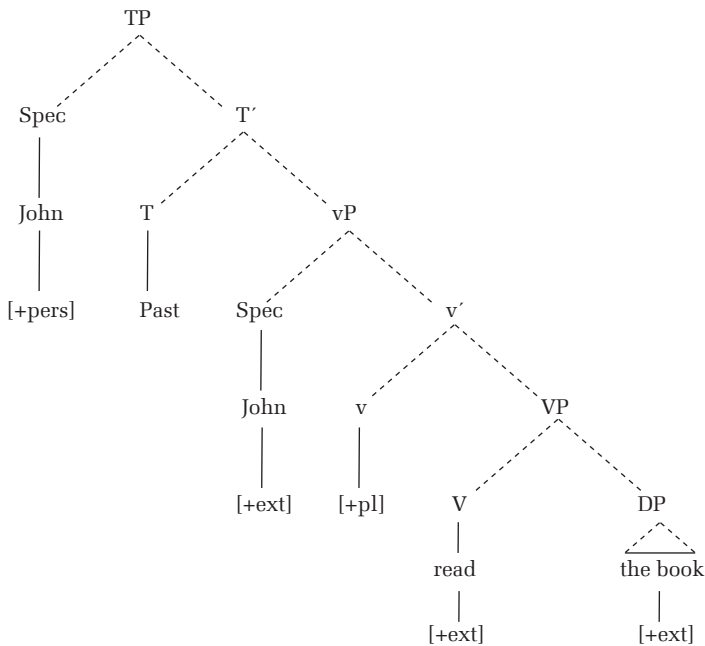 TP
Spec T´
John T vP
[+pers] Past Spec v´
John v VP
[+ext] [+pl] V DP
read the book
[+ext] [+ext]